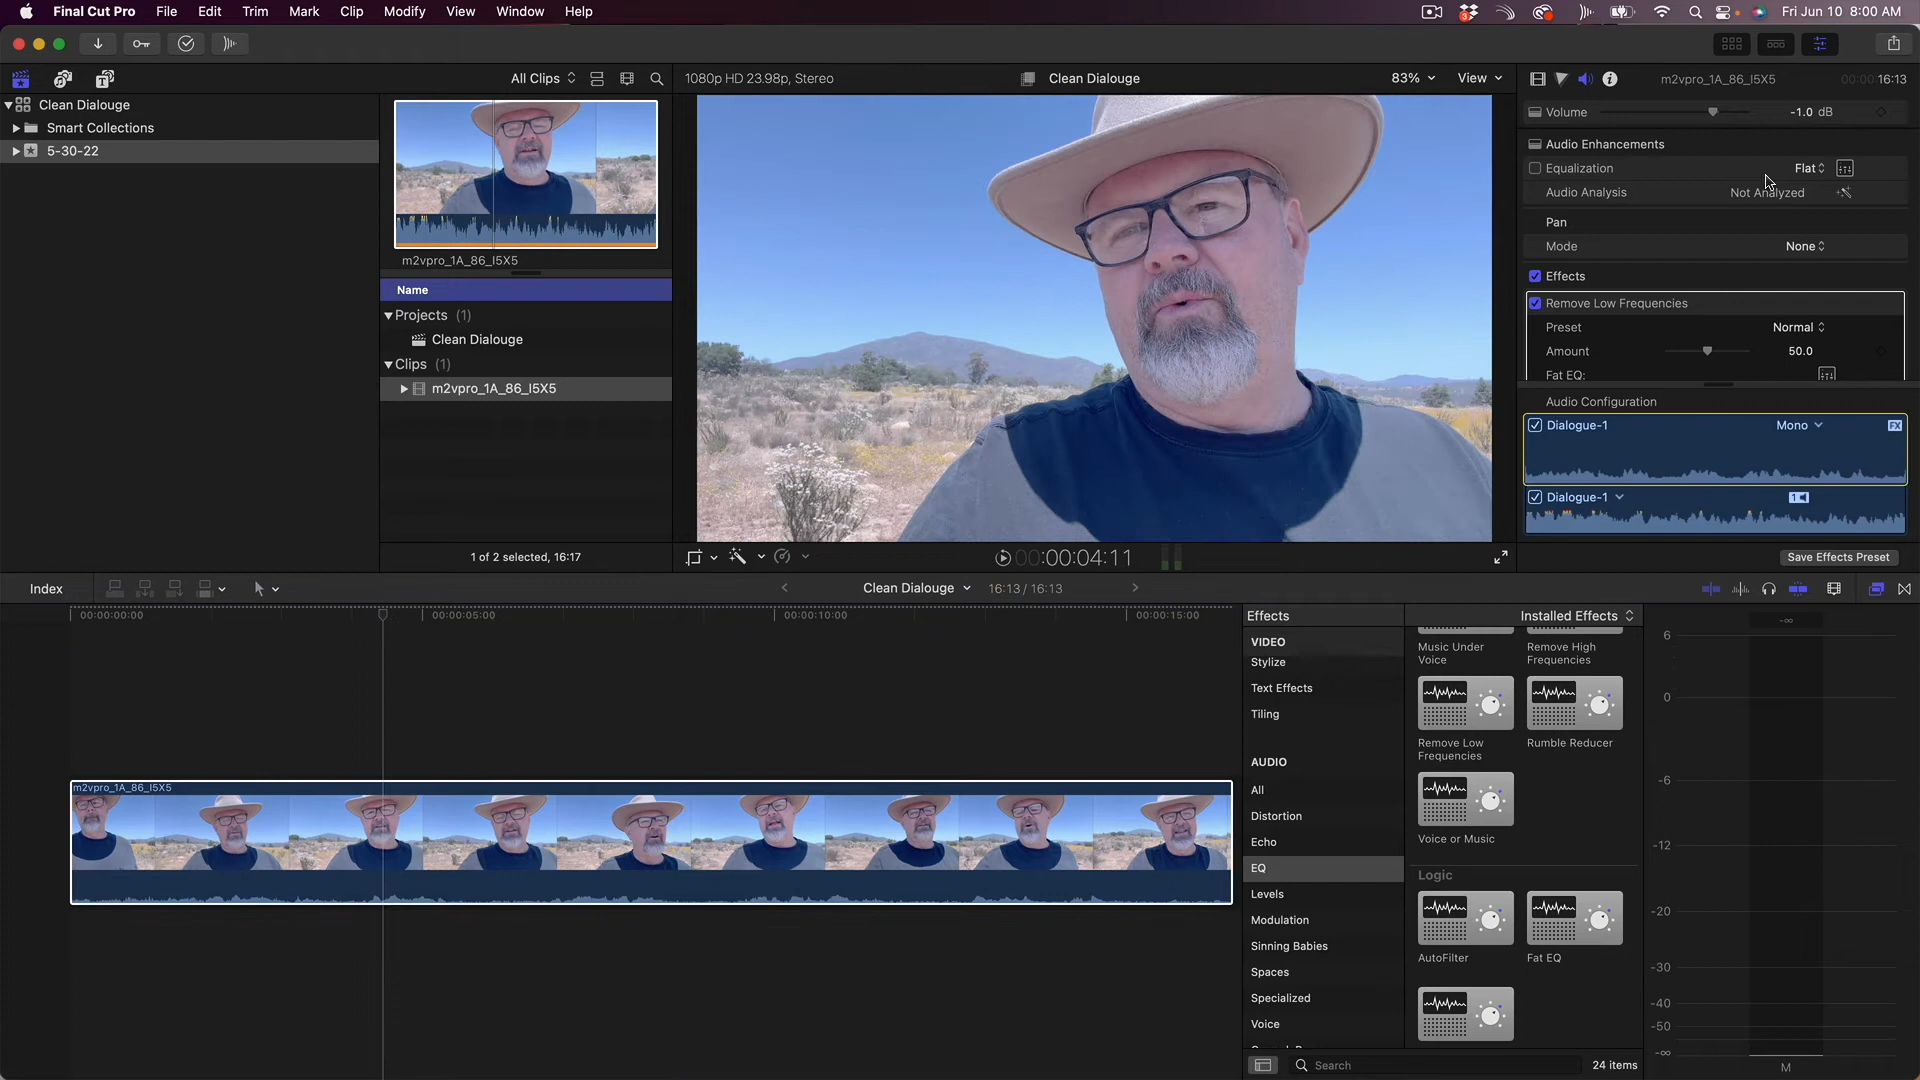 Final Cut Pro File Edit Trim Mark Clip Modify View Window Help
3
Fri Jun 10 8:00 AM
All Clips
1080p HD 23.98p, Stereo
Clean Dialouge
83%
View
m2vpro_1A_86_I5X5
00:00:16:13
Clean Dialouge
Smart Collections
5-30-22
m2vpro_1A_86_I5X5
Name
Projects (1)
Clean Dialouge
Clips (1)
m2vpro_1A_86_I5X5
1 of 2 selected, 16:17
00:00:04:11
Volume
-1.0 dB
Audio Enhancements
Equalization
Flat
Audio Analysis
Not Analyzed
Pan
Mode
None
Effects
Remove Low Frequencies
Preset
Normal
Amount
50.0
Fat EQ:
Audio Configuration
Dialogue-1
Mono
FX
Dialogue-1
1
Save Effects Preset
Index
Clean Dialouge
16:13 / 16:13
00:00:00:00
00:00:05:00
00:00:10:00
00:00:15:00
m2vpro_1A_86_I5X5
Effects
Installed Effects
VIDEO
Stylize
Text Effects
Tiling
AUDIO
All
Distortion
Echo
EQ
Levels
Modulation
Sinning Babies
Spaces
Specialized
Voice
Music Under Voice
Remove High Frequencies
Remove Low Frequencies
Rumble Reducer
Voice or Music
Logic
AutoFilter
Fat EQ
Search
24 items
-∞
6
0
-6
-12
-20
-30
-40
-50
-∞
M